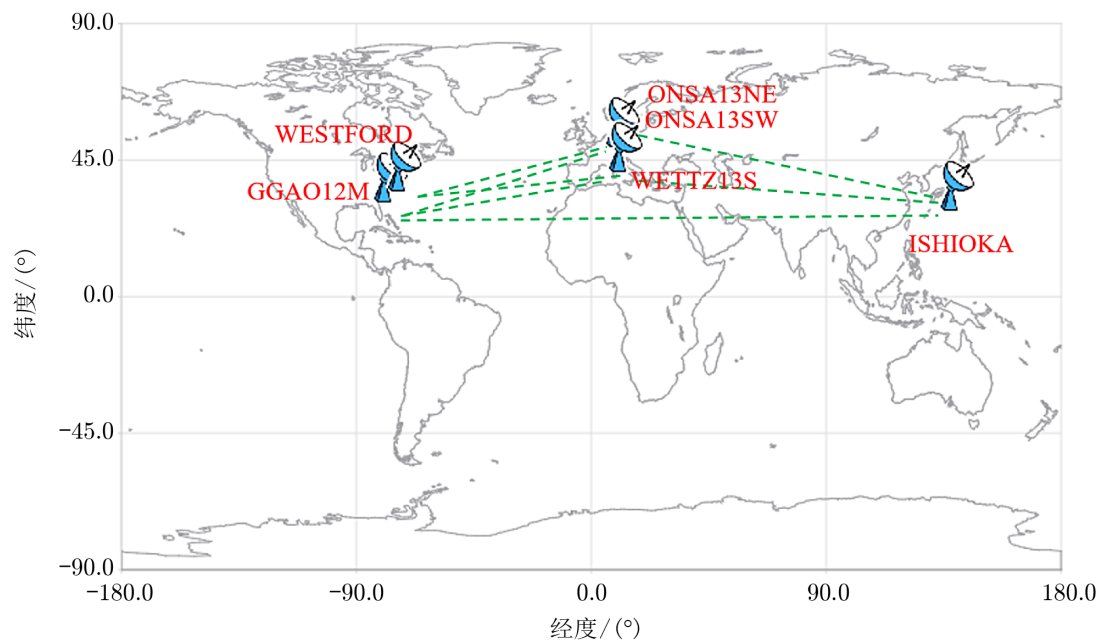 90.0
ONSA13NE
ONSA13SW
WESTFORD
45.0
WETTZ13S
GGAO12M
ISHIOKA
0.0
纬度/(°)
−45.0
−90.0
−180.0
−90.0
0.0
90.0
180.0
经度/(°)